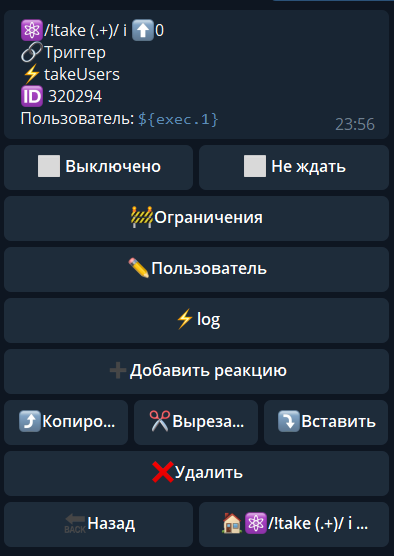 ⚛️/!take (.+)/ i ⬆️0
🔗Триггер
⚡takeUsers
🆔 320294
Пользователь: ${exec.1}
23:56
⬜ Выключено
⬜ Не ждать
🚧Ограничения
✏️Пользователь
⚡log
➕Добавить реакцию
⤴️Копиро...
✂️Выреза...
⤵️Вставить
❌Удалить
🔙Назад
🏠⚛️/!take (.+)/ i ...